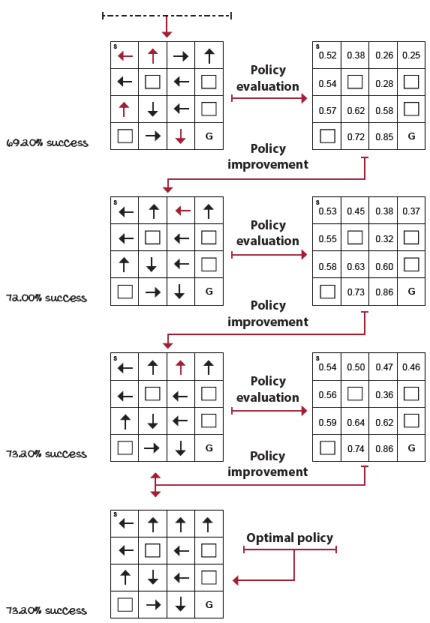 S
Policy
evaluation
S
0.52 0.38 0.26 0.25
0.54 0.28
0.57 0.62 0.58
G
0.72 0.85 G
69.20% success
Policy
improvement
S
Policy
evaluation
S
0.53 0.45 0.38 0.37
0.55 0.32
0.58 0.63 0.60
G
0.73 0.86 G
72.00% success
Policy
improvement
S
Policy
evaluation
S
0.54 0.50 0.47 0.46
0.56 0.36
0.59 0.64 0.62
G
0.74 0.86 G
73.20% success
Policy
improvement
S
Optimal policy
G
73.20% success